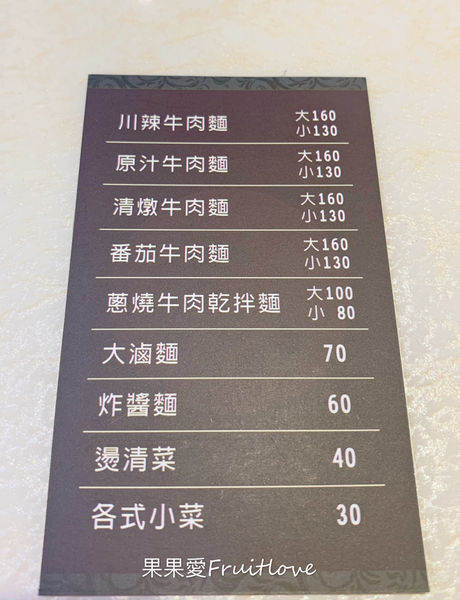 川辣牛肉麵 大160
小130
原汁牛肉麵 大160
小130
清燉牛肉麵 大160
小130
番茄牛肉麵 大160
小130
蔥燒牛肉乾拌麵 大100
小 80
大滷麵 70
炸醬麵 60
燙清菜 40
各式小菜 30
果果愛Fruitlove